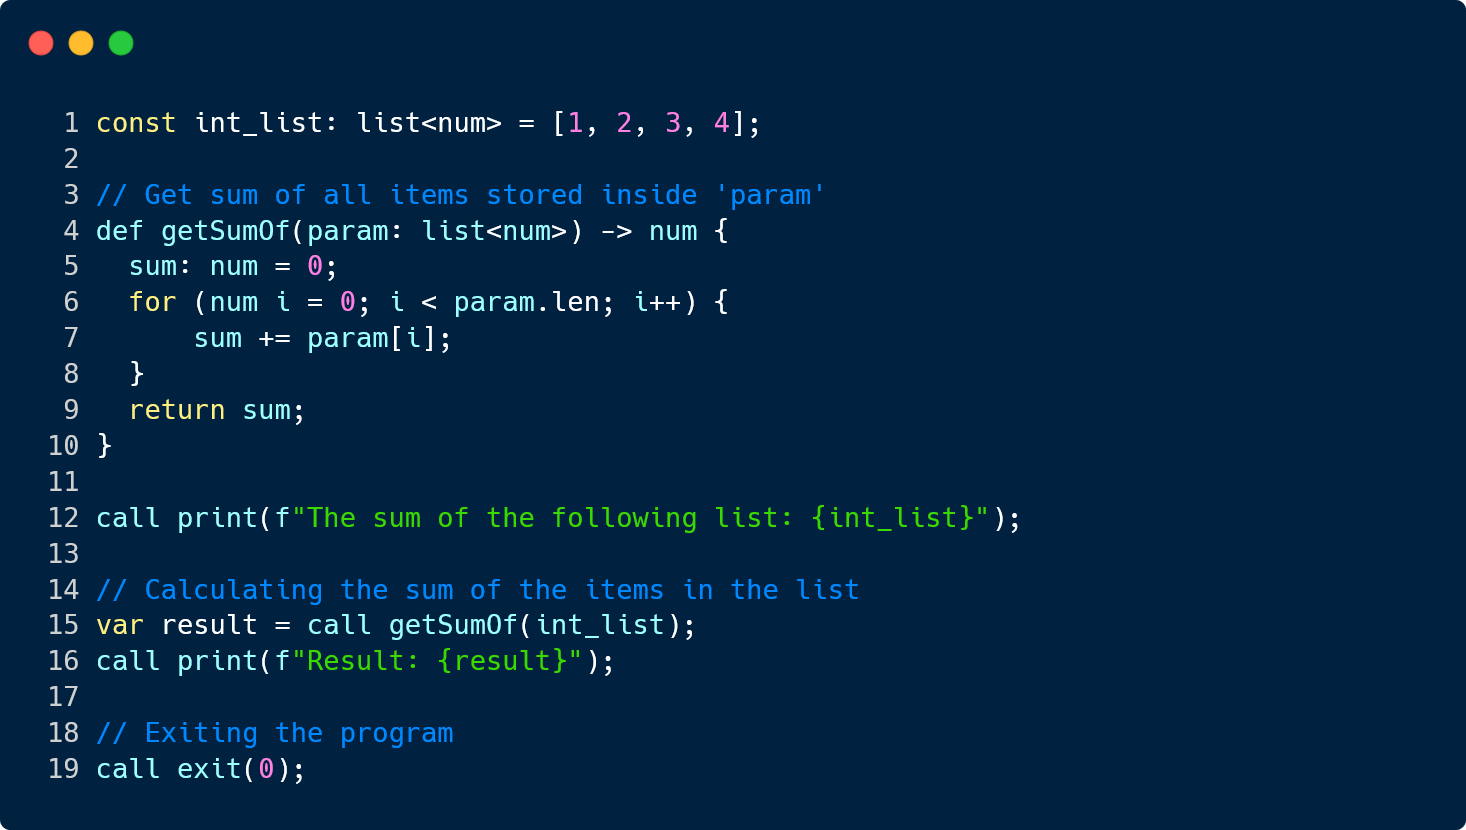 1 const int_list: list<num> = [1, 2, 3, 4];
2
3 // Get sum of all items stored inside 'param'
4 def getSumOf(param: list<num>) -> num {
5   sum: num = 0;
6   for (num i = 0; i < param.len; i++) {
7       sum += param[i];
8   }
9   return sum;
10 }
11
12 call print(f"The sum of the following list: {int_list}");
13
14 // Calculating the sum of the items in the list
15 var result = call getSumOf(int_list);
16 call print(f"Result: {result}");
17
18 // Exiting the program
19 call exit(0);